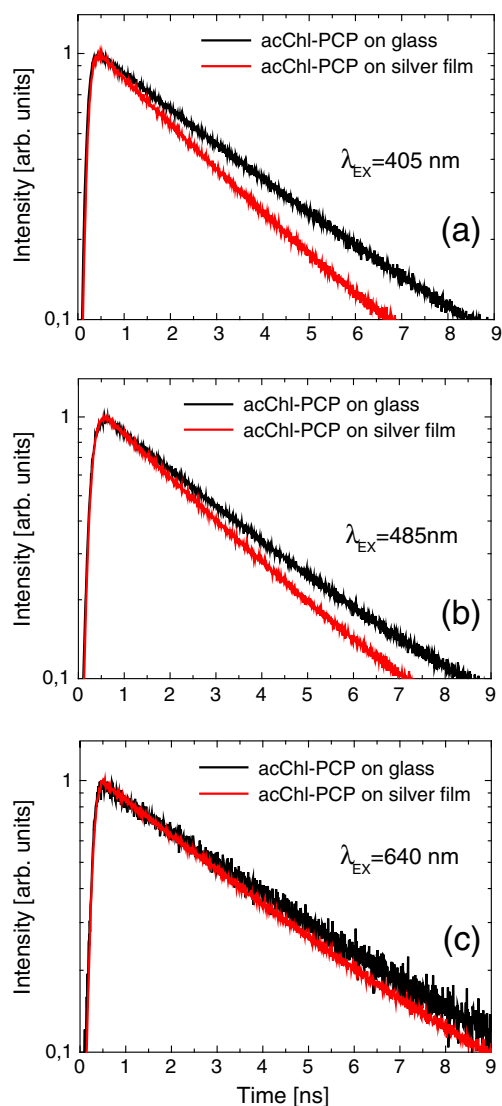 1
acChl-PCP on glass
acChl-PCP on silver film
λEX=405 nm
(a)
Intensity [arb. units]
0,1
0 1 2 3 4 5 6 7 8 9
1
acChl-PCP on glass
acChl-PCP on silver film
λEX=485nm
(b)
Intensity [arb. units]
0,1
0 1 2 3 4 5 6 7 8 9
1
acChl-PCP on glass
acChl-PCP on silver film
λEX=640 nm
(c)
Intensity [arb. units]
0,1
0 1 2 3 4 5 6 7 8 9
Time [ns]